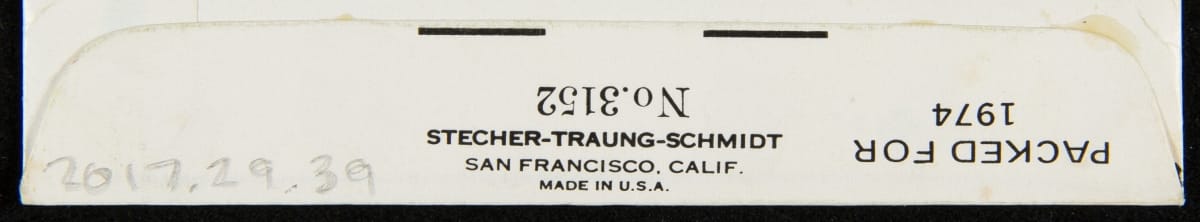 No.3152
STECHER-TRAUNG-SCHMIDT
SAN FRANCISCO, CALIF.
MADE IN U.S.A.
PACKED FOR
1974
2017.29.39